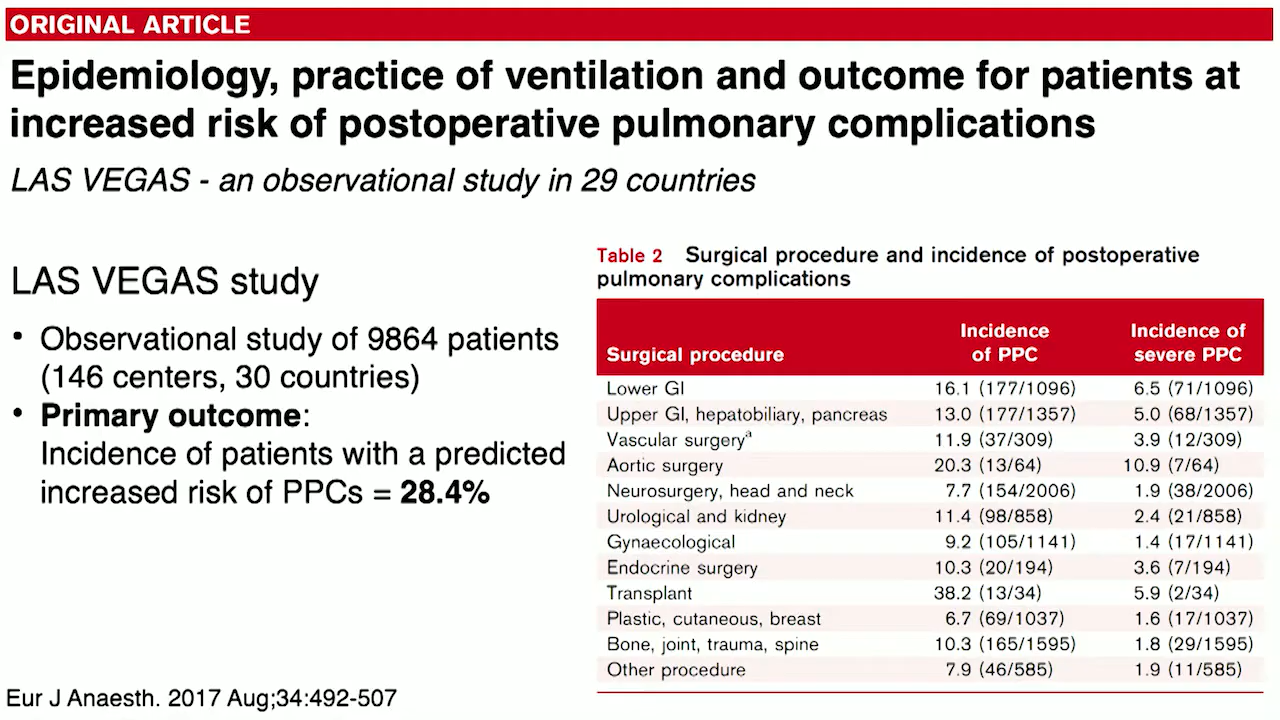 ORIGINAL ARTICLE
Epidemiology, practice of ventilation and outcome for patients at
increased risk of postoperative pulmonary complications
LAS VEGAS - an observational study in 29 countries
LAS VEGAS study
• Observational study of 9864 patients
(146 centers, 30 countries)
• Primary outcome:
Incidence of patients with a predicted
increased risk of PPCs = 28.4%
Table 2 Surgical procedure and incidence of postoperative
pulmonary complications
Surgical procedure Incidence of PPC Incidence of severe PPC
Lower GI 16.1 (177/1096) 6.5 (71/1096)
Upper GI, hepatobiliary, pancreas 13.0 (177/1357) 5.0 (68/1357)
Vascular surgeryª 11.9 (37/309) 3.9 (12/309)
Aortic surgery 20.3 (13/64) 10.9 (7/64)
Neurosurgery, head and neck 7.7 (154/2006) 1.9 (38/2006)
Urological and kidney 11.4 (98/858) 2.4 (21/858)
Gynaecological 9.2 (105/1141) 1.4 (17/1141)
Endocrine surgery 10.3 (20/194) 3.6 (7/194)
Transplant 38.2 (13/34) 5.9 (2/34)
Plastic, cutaneous, breast 6.7 (69/1037) 1.6 (17/1037)
Bone, joint, trauma, spine 10.3 (165/1595) 1.8 (29/1595)
Other procedure 7.9 (46/585) 1.9 (11/585)
Eur J Anaesth. 2017 Aug;34:492-507